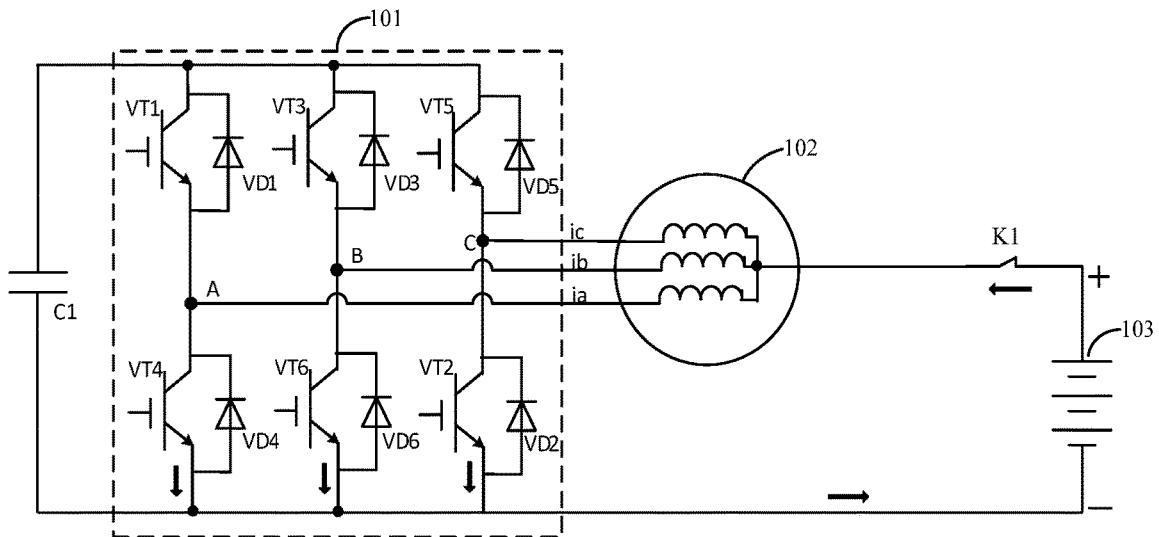 101
VT1
VD1
VT3
VD3
VT5
VD5
102
C
ic
B
ib
A
ia
K1
C1
+
103
VT4
VD4
VT6
VD6
VT2
VD2
−